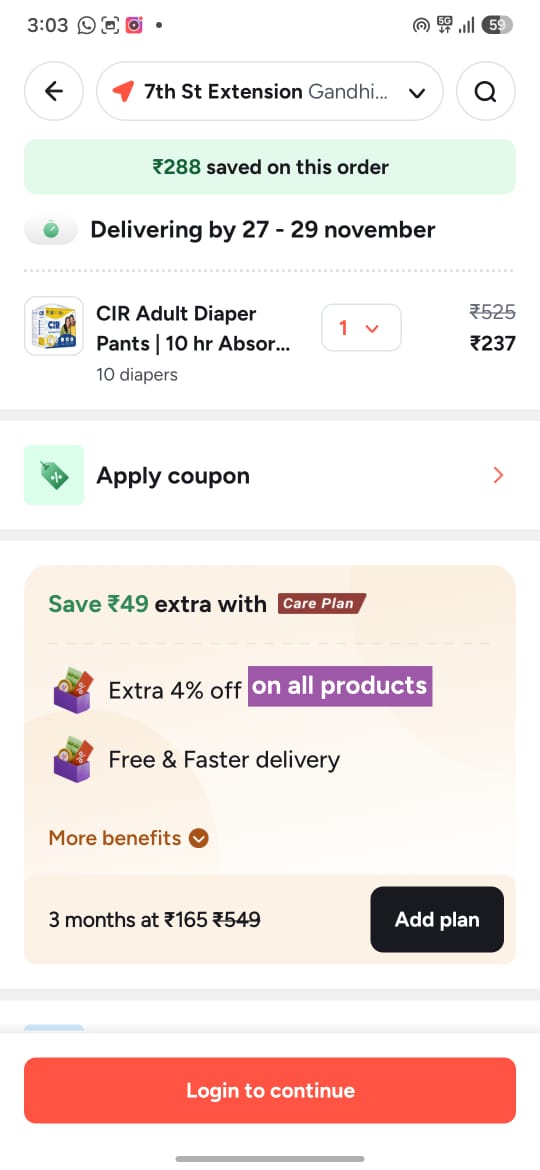 3:03
5G
59
7th St Extension Gandhi...
₹288 saved on this order
Delivering by 27 - 29 november
CIR Adult Diaper
Pants | 10 hr Absor...
10 diapers
1
₹525
₹237
CIR
Apply coupon
Save ₹49 extra with Care Plan
Extra 4% off on all products
Free & Faster delivery
More benefits
3 months at ₹165 ₹549
Add plan
Login to continue